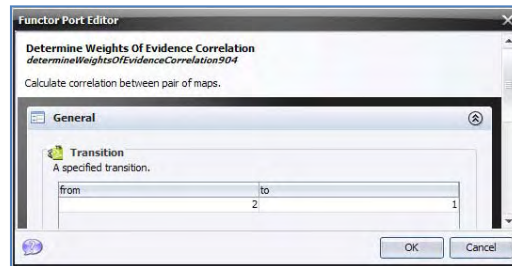 Functor Port Editor
Determine Weights Of Evidence Correlation
determineWeightsOfEvidenceCorrelation904
Calculate correlation between pair of maps.
General
Transition
A specified transition.
from to
2 1
OK Cancel